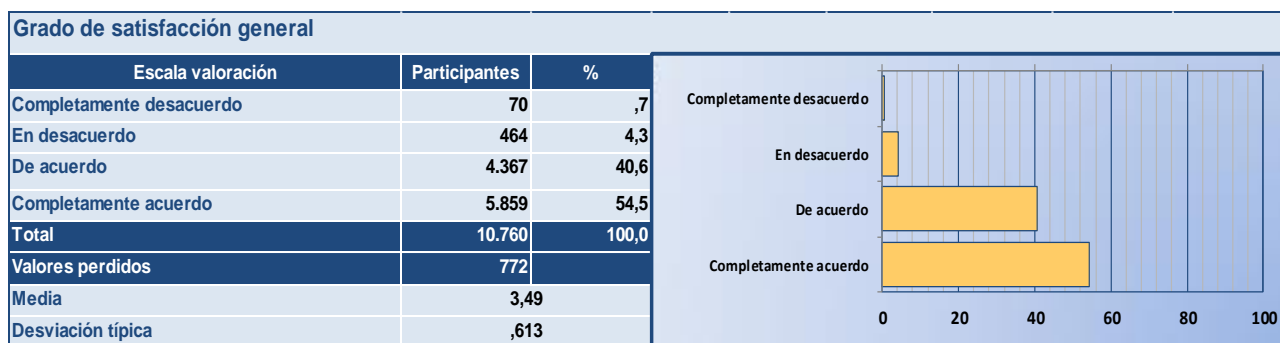 Grado de satisfacción general
Escala valoración Participantes %
Completamente desacuerdo 70 ,7
En desacuerdo 464 4,3
De acuerdo 4.367 40,6
Completamente acuerdo 5.859 54,5
Total 10.760 100,0
Valores perdidos 772
Media 3,49
Desviación típica ,613
Completamente desacuerdo
En desacuerdo
De acuerdo
Completamente acuerdo
0 20 40 60 80 100